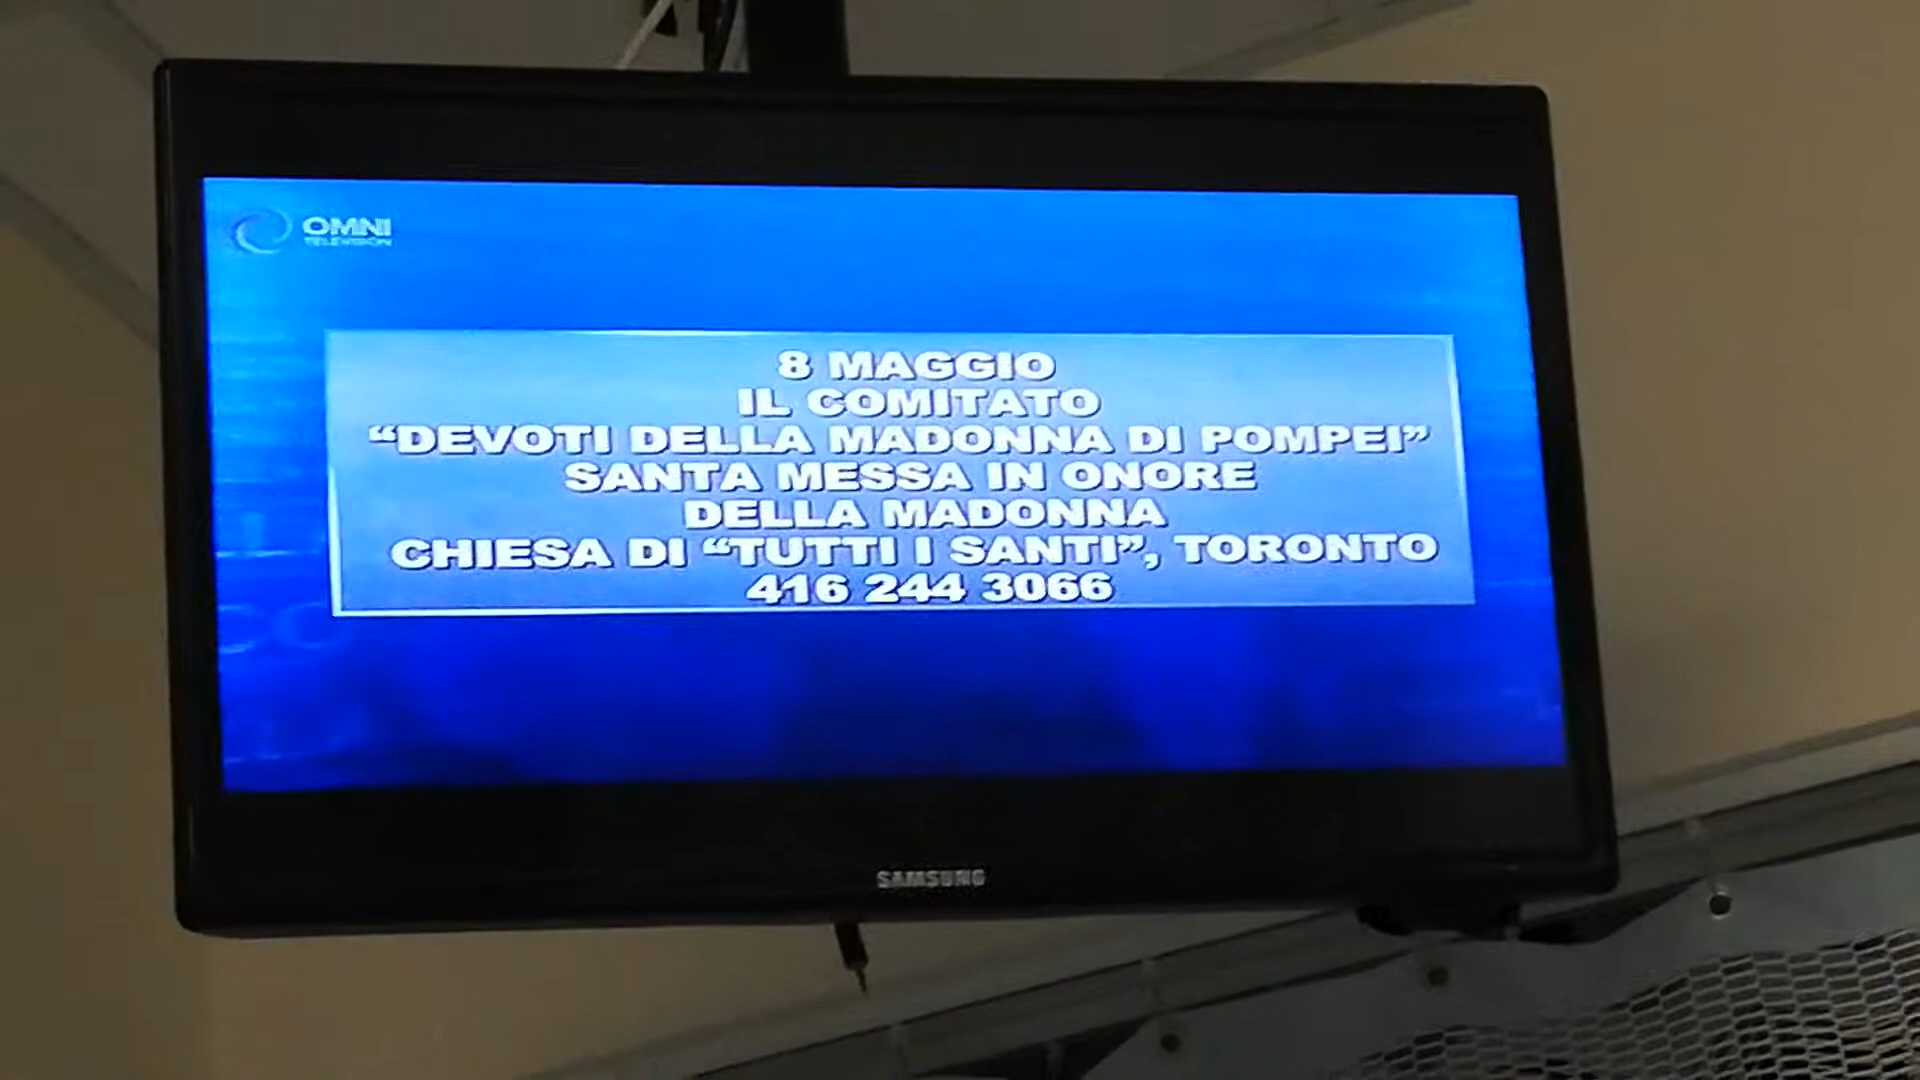 OMNI
TELEVISION
8 MAGGIO
IL COMITATO
“DEVOTI DELLA MADONNA DI POMPEI”
SANTA MESSA IN ONORE
DELLA MADONNA
CHIESA DI “TUTTI I SANTI”, TORONTO
416 244 3066
SAMSUNG